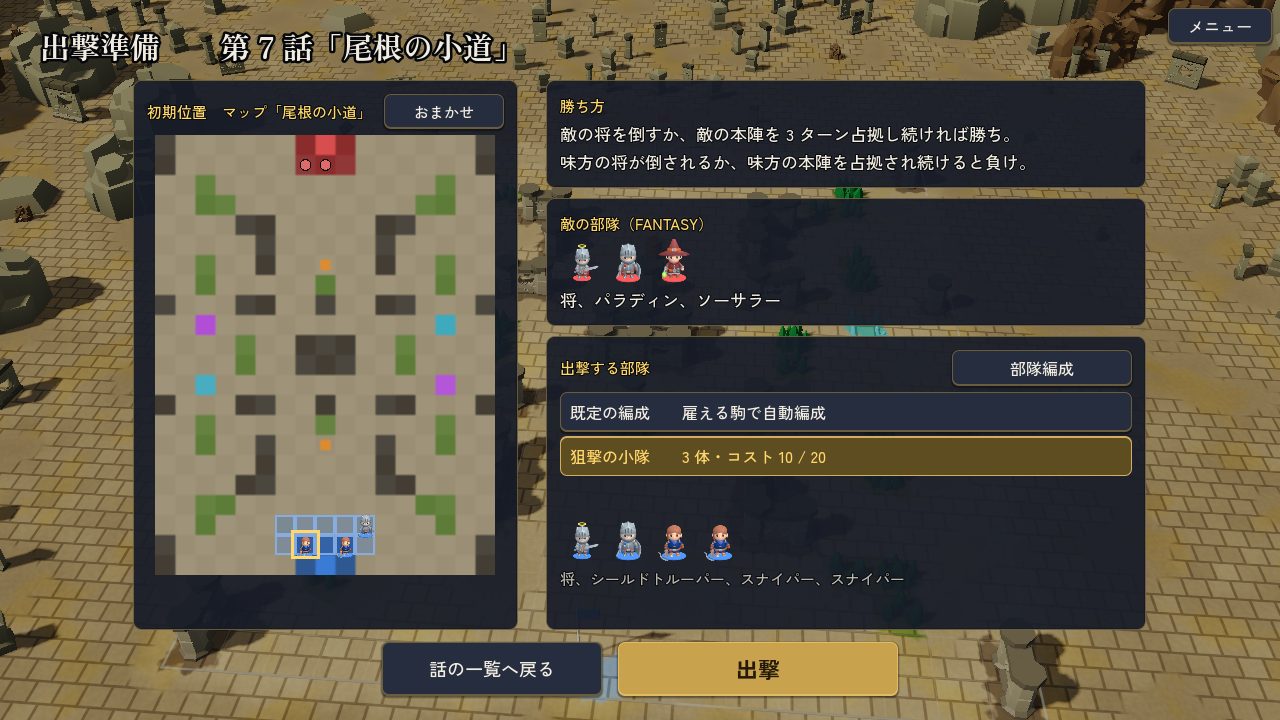 出撃準備　　第７話「尾根の小道」
メニュー
初期位置　マップ「尾根の小道」
おまかせ
勝ち方
敵の将を倒すか、敵の本陣を 3 ターン占拠し続ければ勝ち。
味方の将が倒されるか、味方の本陣を占拠され続けると負け。
敵の部隊（FANTASY）
将、パラディン、ソーサラー
出撃する部隊
部隊編成
既定の編成　　雇える駒で自動編成
狙撃の小隊　　3 体・コスト 10 / 20
将、シールドトルーパー、スナイパー、スナイパー
話の一覧へ戻る
出撃